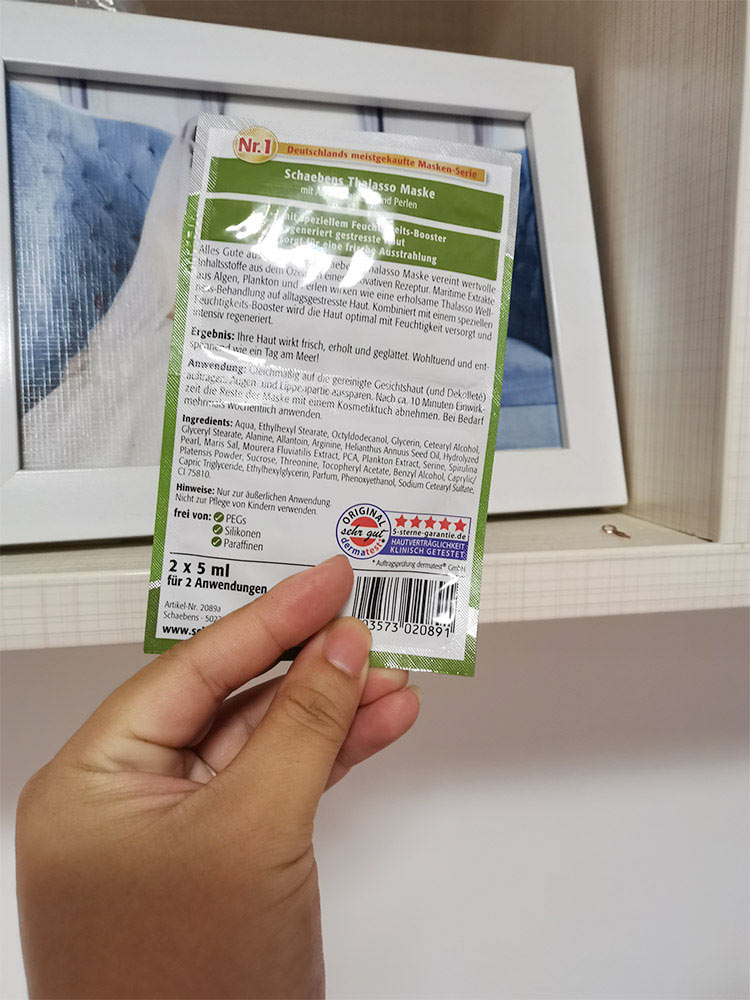 Nr.1
Deutschlands meistgekaufte Masken-Serie
Schaebens Thalasso Maske
mit Perlen
mit speziellem Feuchtigkeits-Booster
regeneriert gestresste Haut
sorgt für eine frische Ausstrahlung
Alles Gute aus Thalasso Maske vereint wertvolle
Inhaltsstoffe aus dem Ozean einer innovativen Rezeptur. Maritime Extrakte
aus Algen, Plankton und Perlen wirken wie eine erholsame Thalasso Well-
ness-Behandlung auf alltagsgestresste Haut. Kombiniert mit einem speziellen
Feuchtigkeits-Booster wird die Haut optimal mit Feuchtigkeit versorgt und
intensiv regeneriert.
Ergebnis: Ihre Haut wirkt frisch, erholt und geglättet. Wohltuend und ent-
spannend wie ein Tag am Meer!
Anwendung: Gleichmäßig auf die gereinigte Gesichtshaut (und Dekolleté)
auftragen. Augen- und Lippenpartie aussparen. Nach ca. 10 Minuten Einwirk-
zeit die Reste der Maske mit einem Kosmetiktuch abnehmen. Bei Bedarf
mehrmals wöchentlich anwenden.
Ingredients: Aqua, Ethylhexyl Stearate, Octyldodecanol, Glycerin, Cetearyl Alcohol,
Glyceryl Stearate, Alanine, Allantoin, Arginine, Helianthus Annuus Seed Oil, Hydrolyzed
Pearl, Maris Sal, Mourera Fluviatilis Extract, PCA, Plankton Extract, Serine, Spirulina
Platensis Powder, Sucrose, Threonine, Tocopheryl Acetate, Benzyl Alcohol, Caprylic/
Capric Triglyceride, Ethylhexylglycerin, Parfum, Phenoxyethanol, Sodium Cetearyl Sulfate,
CI 75810.
Hinweise: Nur zur äußerlichen Anwendung.
Nicht zur Pflege von Kindern verwenden.
frei von: PEGs
Silikonen
Paraffinen
ORIGINAL
sehr gut
dermatest
5-sterne-garantie.de
HAUTVERTRÄGLICHKEIT
KLINISCH GETESTET
* Auftragsprüfung dermatest® GmbH
2 x 5 ml
für 2 Anwendungen
Artikel-Nr. 2089a
Schaebens
3573 020891